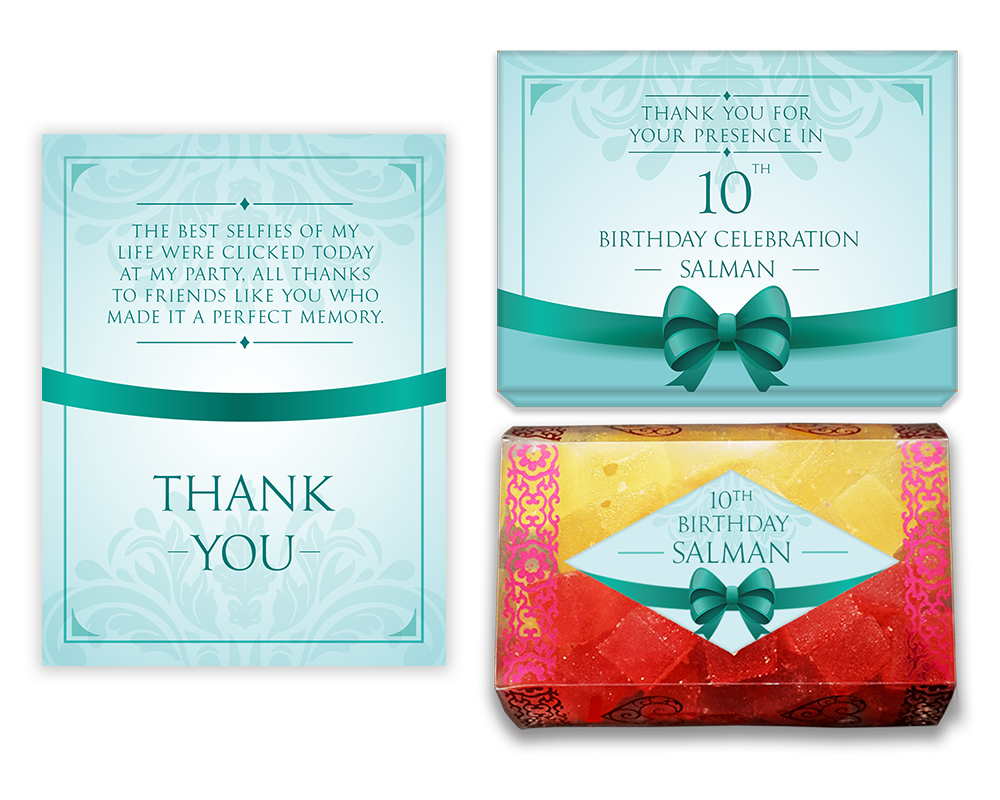 THE BEST SELFIES OF MY
LIFE WERE CLICKED TODAY
AT MY PARTY, ALL THANKS
TO FRIENDS LIKE YOU WHO
MADE IT A PERFECT MEMORY.
THANK
-YOU-
THANK YOU FOR
YOUR PRESENCE IN
10TH
BIRTHDAY CELEBRATION
— SALMAN —
10TH
BIRTHDAY
— SALMAN —